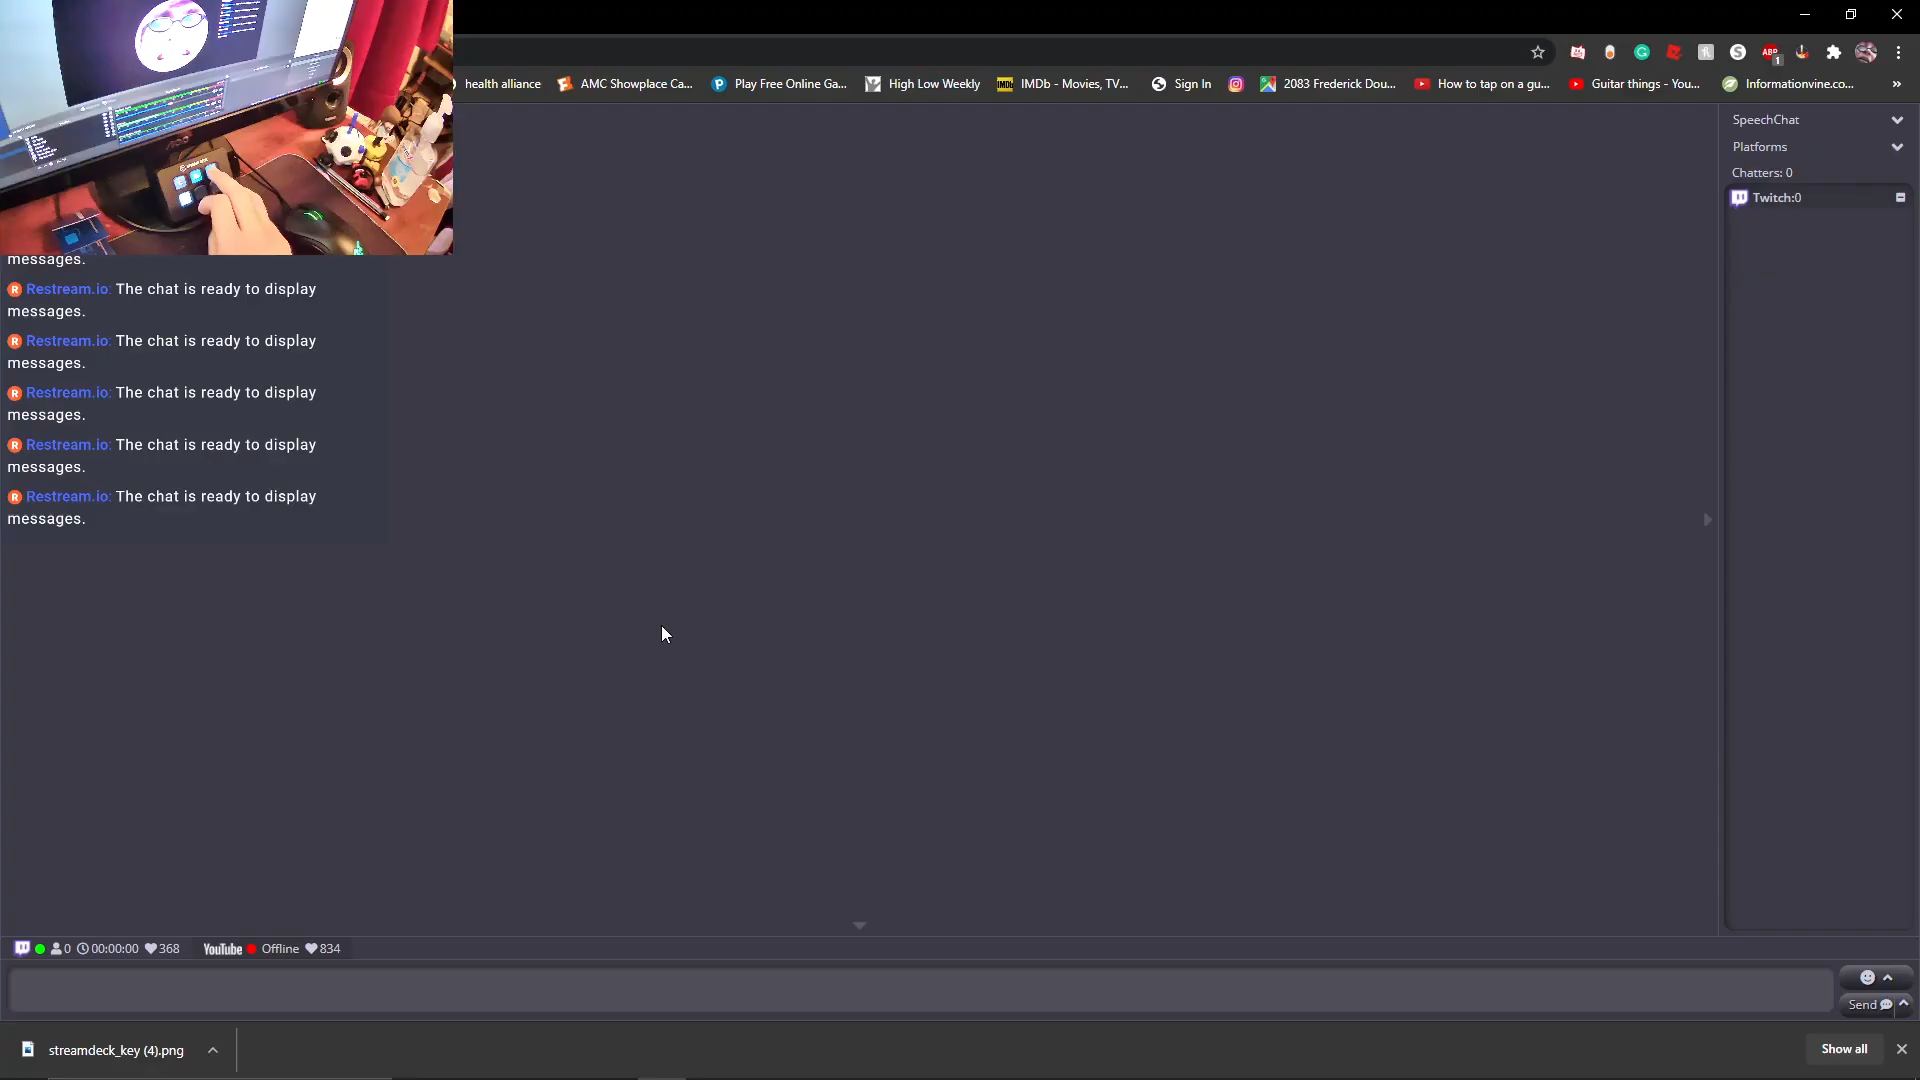 health alliance
AMC Showplace Ca...
Play Free Online Ga...
High Low Weekly
IMDb - Movies, TV...
Sign In
2083 Frederick Dou...
How to tap on a gu...
Guitar things - You...
Informationvine.co...
»
ABP
1
SpeechChat
Platforms
Chatters: 0
Twitch:0
messages.
Restream.io: The chat is ready to display
messages.
Restream.io: The chat is ready to display
messages.
Restream.io: The chat is ready to display
messages.
Restream.io: The chat is ready to display
messages.
Restream.io: The chat is ready to display
messages.
0 00:00:00 368 YouTube Offline 834
Send
streamdeck_key (4).png
Show all